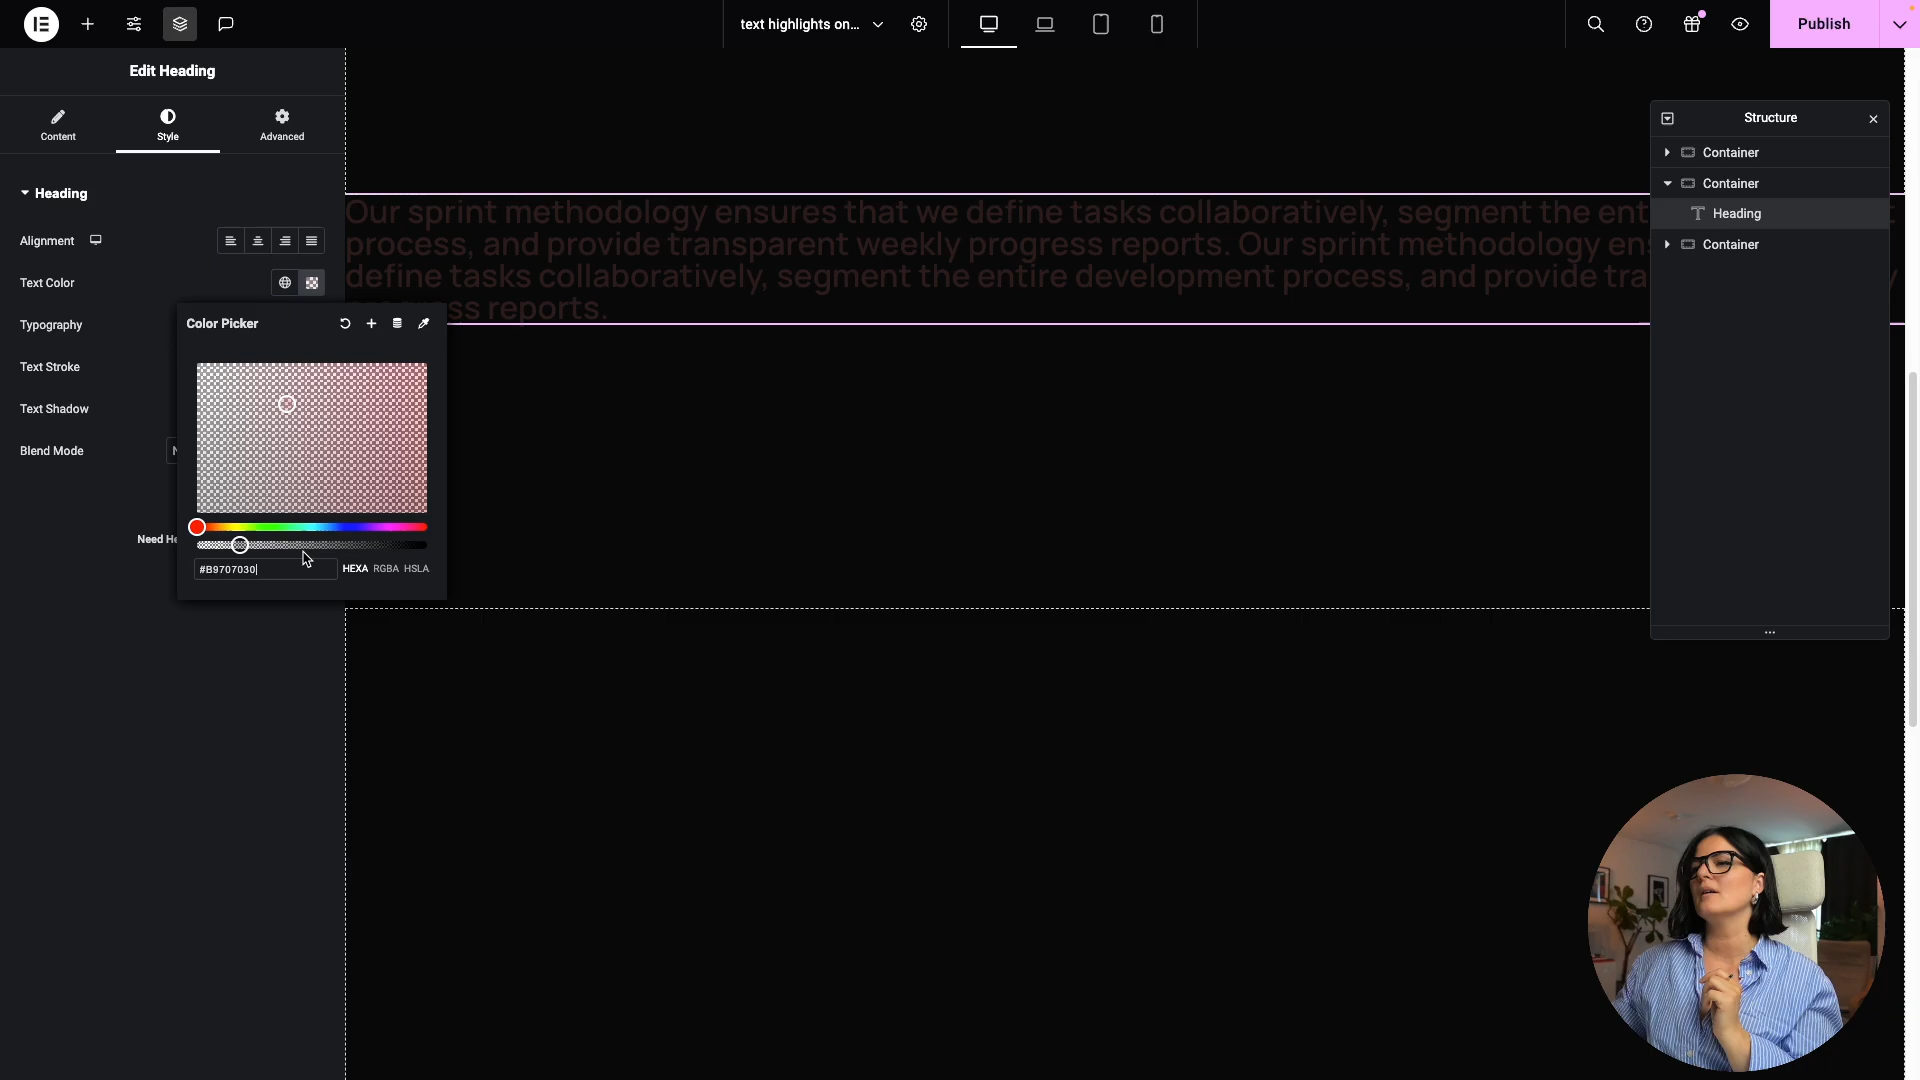 text highlights on...
Publish
Edit Heading
Content
Style
Advanced
Heading
Alignment
Text Color
Typography
Text Stroke
Text Shadow
Blend Mode
Need He
Color Picker
#B9707030
HEXA RGBA HSLA
Our sprint methodology ensures that we define tasks collaboratively, segment the ent
process, and provide transparent weekly progress reports. Our sprint methodology ens
define tasks collaboratively, segment the entire development process, and provide tra
ss reports.
Structure
Container
Container
Heading
Container